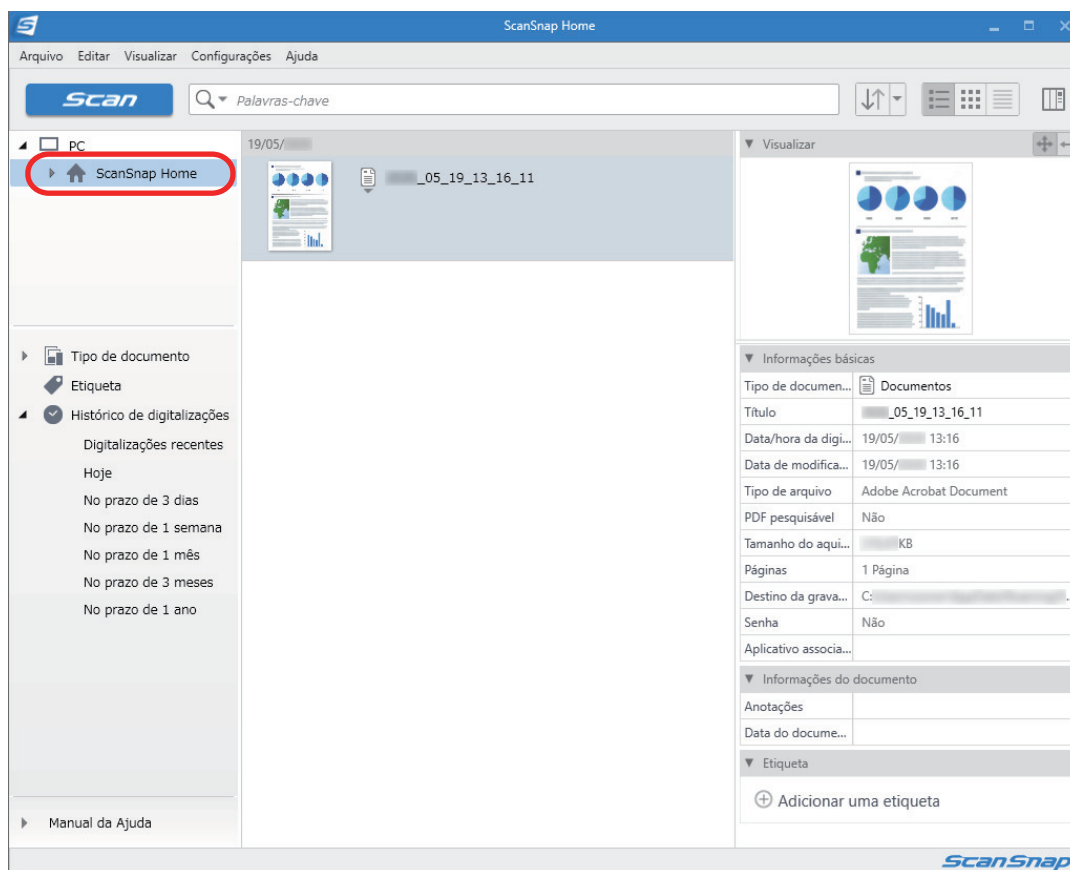 ScanSnap Home
Arquivo Editar Visualizar Configurações Ajuda
Scan
Palavras-chave
PC
ScanSnap Home
Tipo de documento
Etiqueta
Histórico de digitalizações
Digitalizações recentes
Hoje
No prazo de 3 dias
No prazo de 1 semana
No prazo de 1 mês
No prazo de 3 meses
No prazo de 1 ano
Manual da Ajuda
19/05/
_05_19_13_16_11
Visualizar
Informações básicas
Tipo de documen... Documentos
Título _05_19_13_16_11
Data/hora da digi... 19/05/ 13:16
Data de modifica... 19/05/ 13:16
Tipo de arquivo Adobe Acrobat Document
PDF pesquisável Não
Tamanho do aqui... KB
Páginas 1 Página
Destino da grava... C:
Senha Não
Aplicativo associa...
Informações do documento
Anotações
Data do docume...
Etiqueta
Adicionar uma etiqueta
ScanSnap